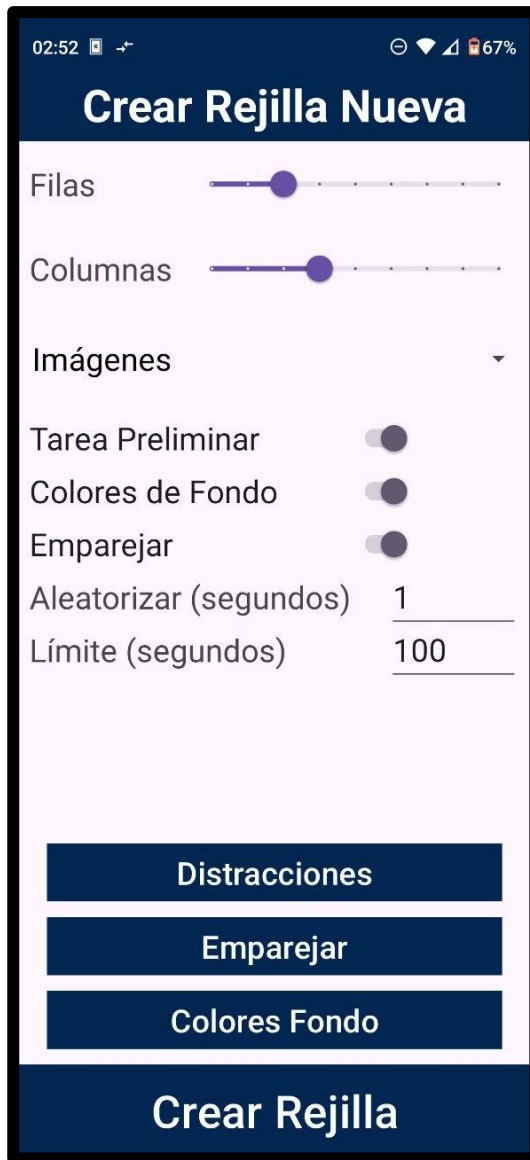 02:52 67%
Crear Rejilla Nueva
Filas
Columnas
Imágenes
Tarea Preliminar
Colores de Fondo
Emparejar
Aleatorizar (segundos) 1
Límite (segundos) 100
Distracciones
Emparejar
Colores Fondo
Crear Rejilla